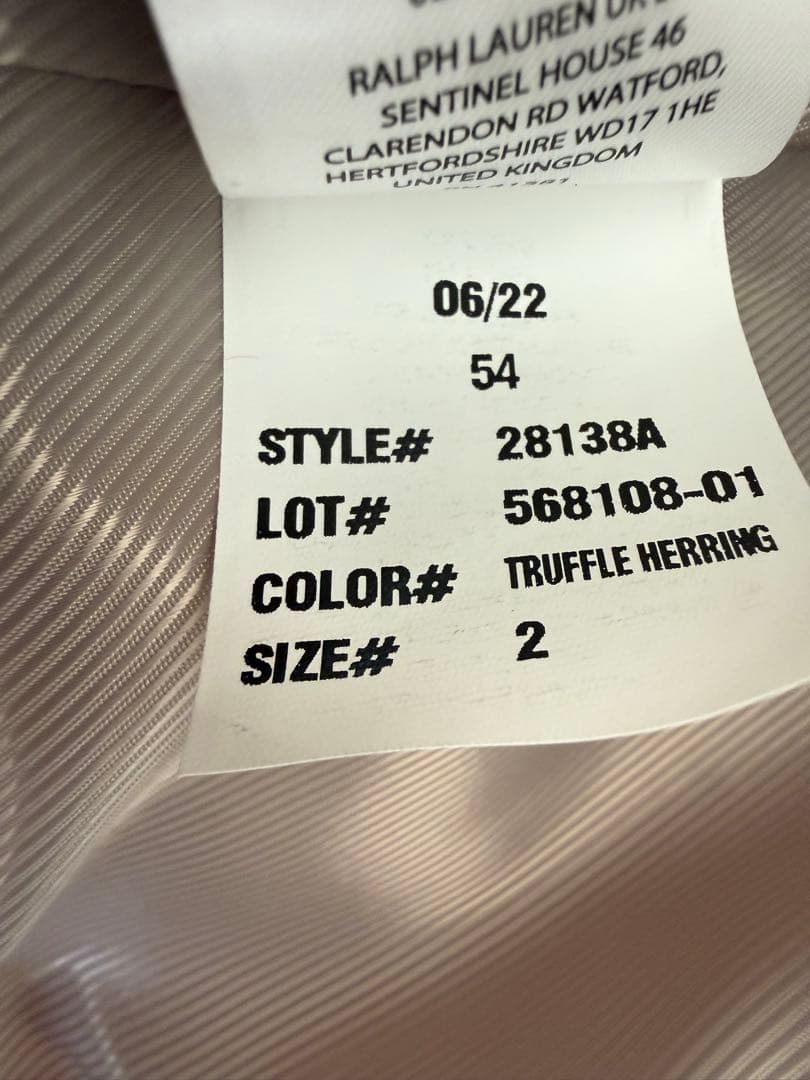 RALPH LAUREN
SENTINEL HOUSE 46
CLARENDON RD WATFORD,
HERTFORDSHIRE WD17 1HE
UNITED KINGDOM
06/22
54
STYLE# 28138A
LOT# 568108-01
COLOR# TRUFFLE HERRING
SIZE# 2